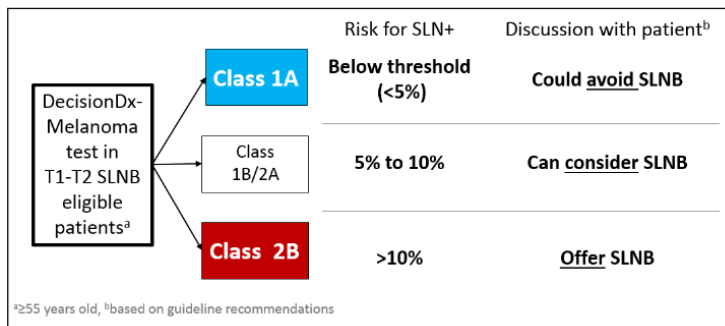 Risk for SLN+ Discussion with patientᵇ
DecisionDx-
Melanoma
test in
T1-T2 SLNB
eligible
patientsᵃ
Class 1A
Below threshold
(<5%)
Could avoid SLNB
Class
1B/2A
5% to 10%
Can consider SLNB
Class 2B
>10%
Offer SLNB
ᵃ≥55 years old, ᵇbased on guideline recommendations